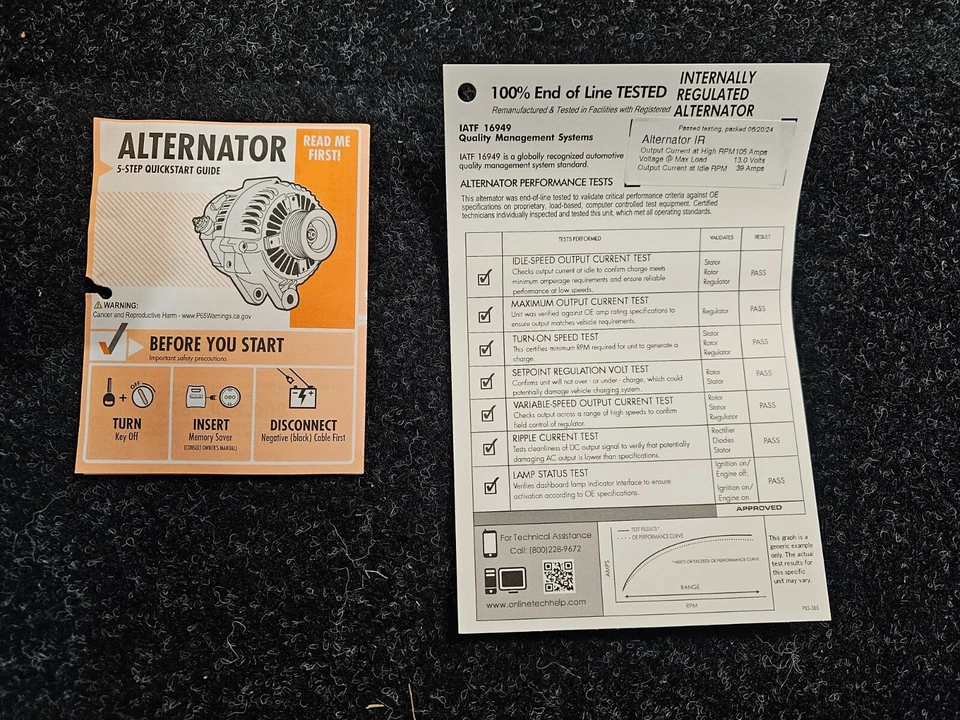 ALTERNATOR
5-STEP QUICKSTART GUIDE
READ ME
FIRST!
WARNING:
Cancer and Reproductive Harm - www.P65Warnings.ca.gov
BEFORE YOU START
Important safety precautions
OFF
TURN
Key Off
INSERT
Memory Saver
(CONSULT OWNER'S MANUAL)
DISCONNECT
Negative (black) Cable First
100% End of Line TESTED
Remanufactured & Tested in Facilities with Registered
INTERNALLY
REGULATED
ALTERNATOR
IATF 16949
Quality Management Systems
IATF 16949 is a globally recognized automotive
quality management system standard.
Passed testing, packed 06/20/24
Alternator IR
Output Current at High RPM 105 Amps
Voltage @ Max Load 13.0 Volts
Output Current at Idle RPM 39 Amps
ALTERNATOR PERFORMANCE TESTS
This alternator was end-of-line tested to validate critical performance criteria against OE
specifications on proprietary, load-based, computer controlled test equipment. Certified
technicians individually inspected and tested this unit, which met all operating standards.
TESTS PERFORMED
VALIDATES
RESULT
IDLE-SPEED OUTPUT CURRENT TEST
Checks output current at idle to confirm charge meets
minimum amperage requirements and ensure reliable
performance at low speeds.
Stator
Rotor
Regulator
PASS
MAXIMUM OUTPUT CURRENT TEST
Unit was verified against OE amp rating specifications to
ensure output matches vehicle requirements.
Regulator
PASS
TURN-ON SPEED TEST
This certifies minimum RPM required for unit to generate a
charge.
Stator
Rotor
Regulator
PASS
SETPOINT REGULATION VOLT TEST
Confirms unit will not over - or under - charge, which could
potentially damage vehicle charging system.
Rotor
Stator
PASS
VARIABLE-SPEED OUTPUT CURRENT TEST
Checks output across a range of high speeds to confirm
field control of regulator.
Rotor
Stator
Regulator
PASS
RIPPLE CURRENT TEST
Tests cleanliness of DC output signal to verify that potentially
damaging AC output is lower than specifications.
Rectifier
Diodes
Stator
PASS
LAMP STATUS TEST
Verifies dashboard lamp indicator interface to ensure
activation according to OE specifications.
Ignition on/
Engine off;
Ignition on/
Engine on
PASS
APPROVED
For Technical Assistance
Call: (800)228-9672
www.onlinetechhelp.com
TEST RESULTS*
OE PERFORMANCE CURVE
*MEETS OR EXCEEDS OE PERFORMANCE CURVE
AMPS
RANGE
RPM
This graph is a
generic example
only. The actual
test results for
this specific
unit may vary.
PKS-383